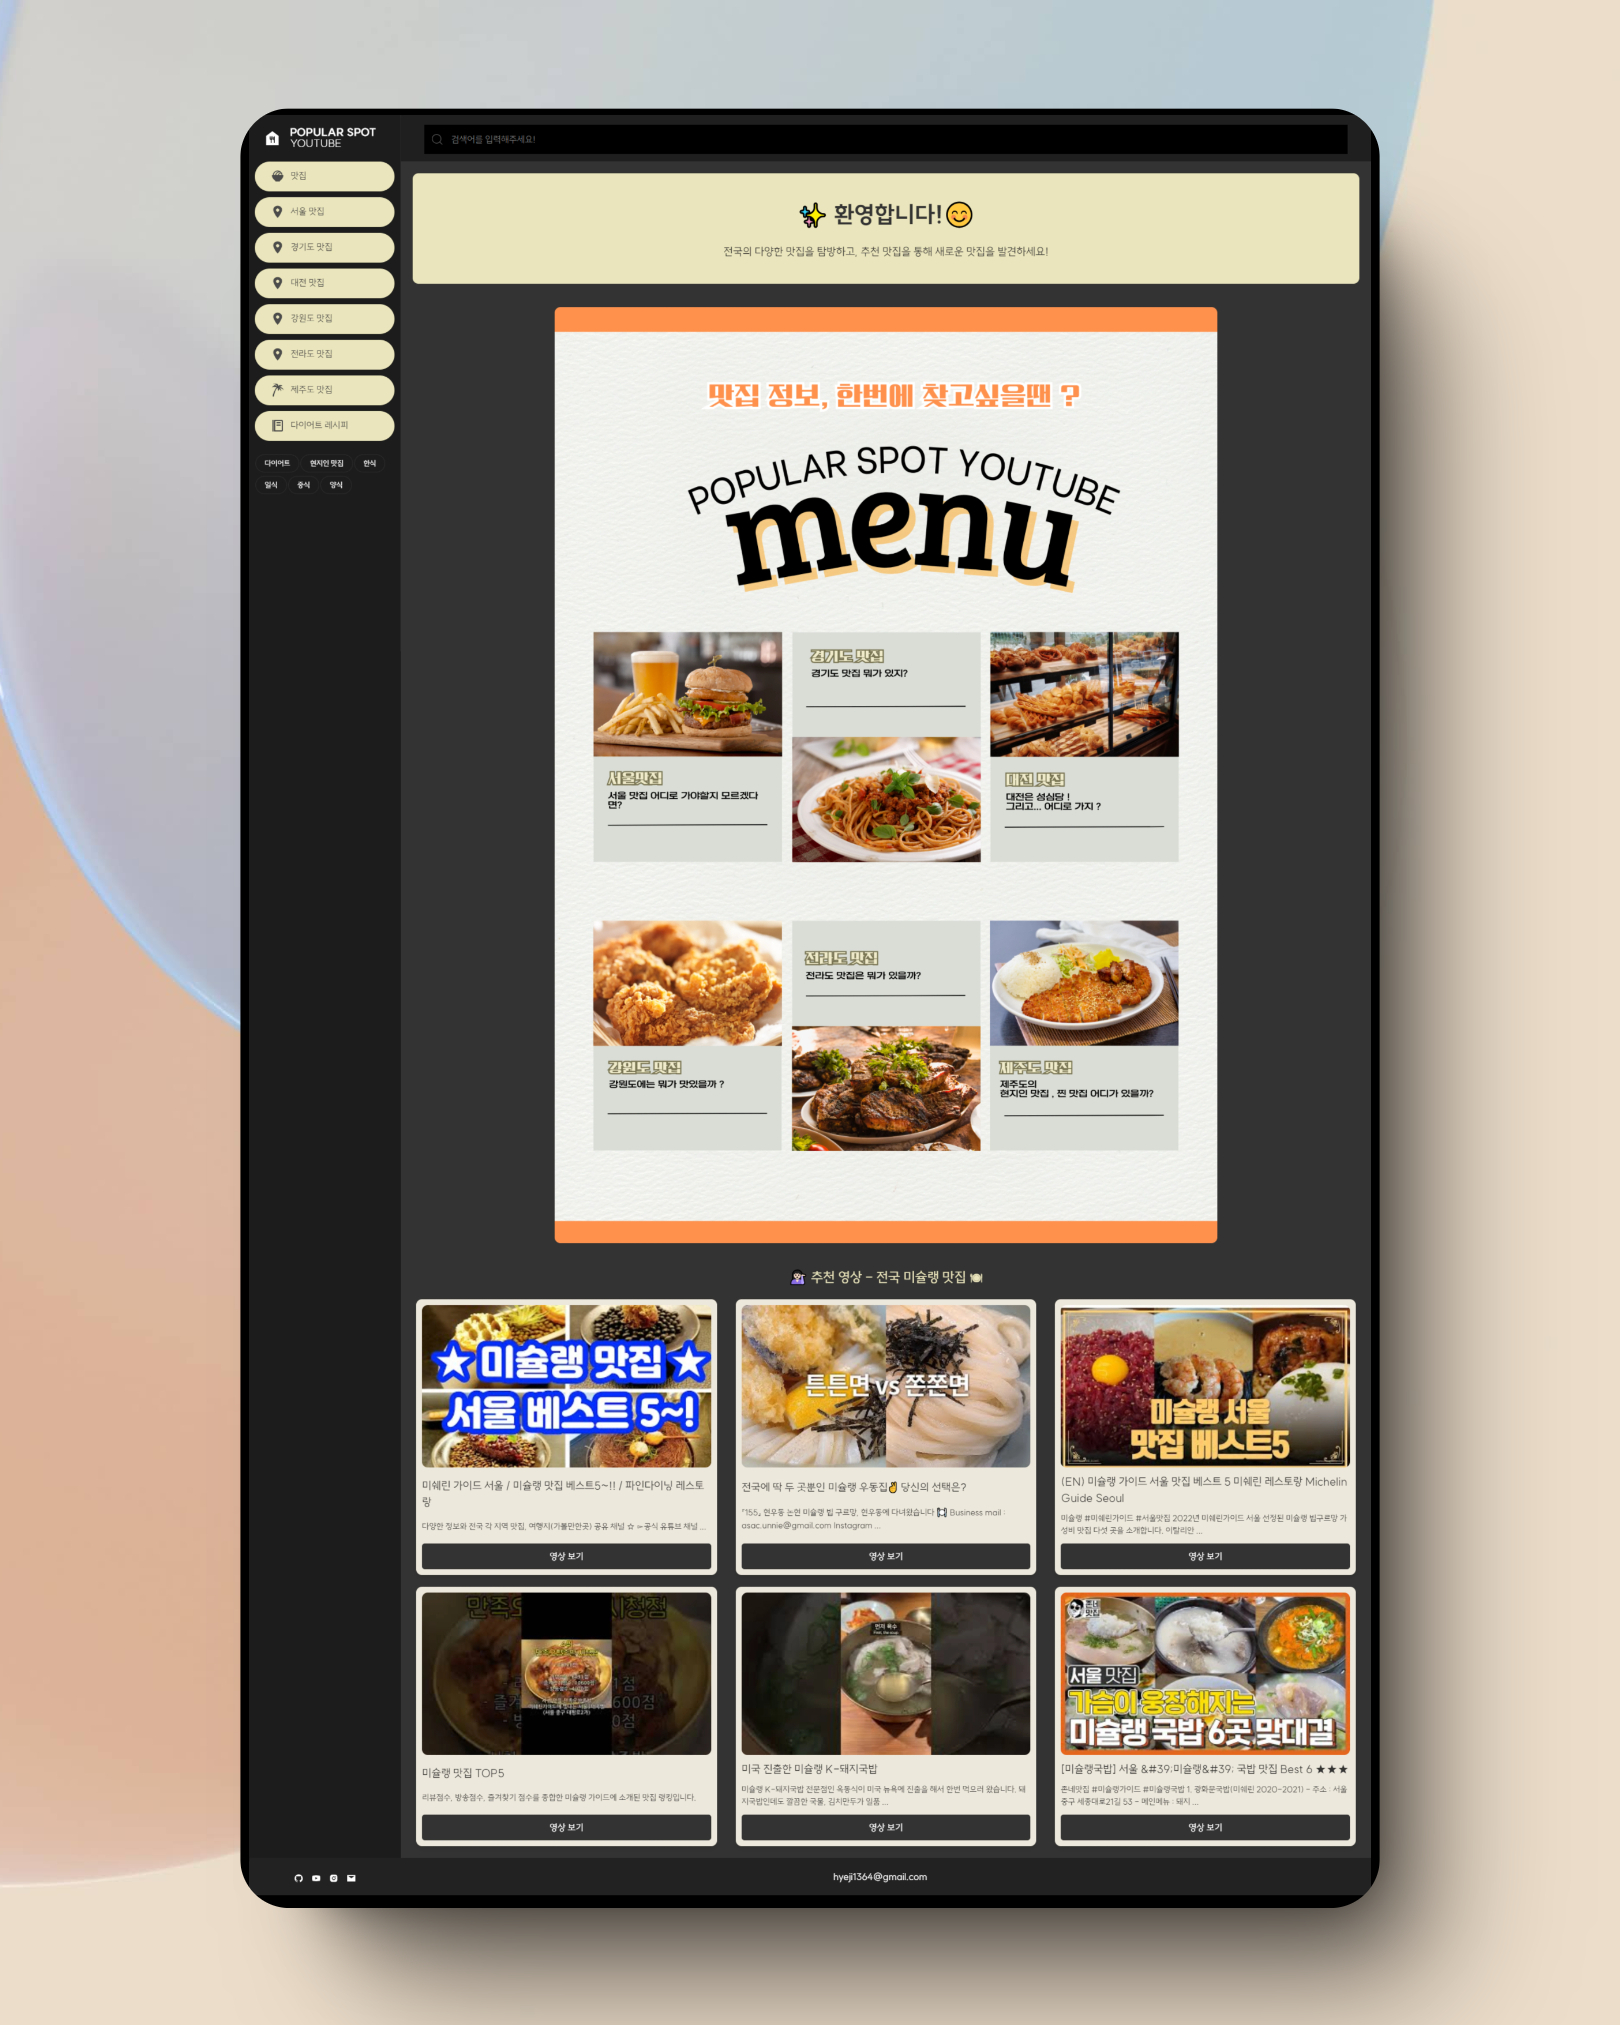 POPULAR SPOT
YOUTUBE
검색어를 입력해주세요!
맛집
서울 맛집
경기도 맛집
대전 맛집
강원도 맛집
전라도 맛집
제주도 맛집
다이어트 레시피
다이어트
현지인 맛집
한식
일식
중식
양식
✨ 환영합니다!😊
전국의 다양한 맛집을 탐방하고, 추천 맛집을 통해 새로운 맛집을 발견하세요!
맛집 정보, 한번에 찾고싶을땐 ?
POPULAR SPOT YOUTUBE
menu
서울맛집
서울 맛집 어디로 가야할지 모르겠다
면?
경기도 맛집
경기도 맛집 뭐가 있지?
대전 맛집
대전은 성심당 !
그리고... 어디로 가지 ?
강원도 맛집
강원도에는 뭐가 맛있을까 ?
전라도 맛집
전라도 맛집은 뭐가 있을까?
제주도 맛집
제주도의
현지인 맛집 , 찐 맛집 어디가 있을까?
추천 영상 - 전국 미슐랭 맛집
★ 미슐랭 맛집 ★
서울 베스트 5~!
미쉐린 가이드 서울 / 미슐랭 맛집 베스트5~!! / 파인다이닝 레스토
랑
다양한 정보와 전국 각 지역 맛집, 여행지(가볼만한곳) 공유 채널 ☆ ➳공식 유튜브 채널 ...
영상 보기
튼튼면 vs 쫀쫀면
전국에 딱 두 곳뿐인 미슐랭 우동집✌ 당신의 선택은?
"155』 현우동 논현 미슐랭 빕 구르망, 현우동에 다녀왔습니다 Business mail :
asac.unnie@gmail.com Instagram ...
영상 보기
미슐랭 서울
맛집 베스트5
(EN) 미슐랭 가이드 서울 맛집 베스트 5 미쉐린 레스토랑 Michelin
Guide Seoul
미슐랭 #미쉐린가이드 #서울맛집 2022년 미쉐린가이드 서울 선정된 미슐랭 빕구르망 가
성비 맛집 다섯 곳을 소개합니다. 이탈리안 ...
영상 보기
미슐랭 맛집 TOP5
리뷰점수, 방송점수, 즐겨찾기 점수를 종합한 미슐랭 가이드에 소개된 맛집 랭킹입니다.
영상 보기
먼저 육수
미국 진출한 미슐랭 K-돼지국밥
미슐랭 K-돼지국밥 전문점인 옥동식이 미국 뉴욕에 진출을 해서 한번 먹으러 왔습니다. 돼
지국밥인데도 깔끔한 국물, 김치만두가 일품 ...
영상 보기
존네
맛집
서울 맛집
가슴이 웅장해지는
미슐랭 국밥 6곳 맞대결
[미슐랭국밥] 서울 &#39;미슐랭&#39; 국밥 맛집 Best 6 ★★★
존네맛집 #미슐랭가이드 #미슐랭국밥 1. 광화문국밥(미쉐린 2020-2021) - 주소 : 서울
중구 세종대로21길 53 - 메인메뉴 : 돼지 ...
영상 보기
hyeji1364@gmail.com